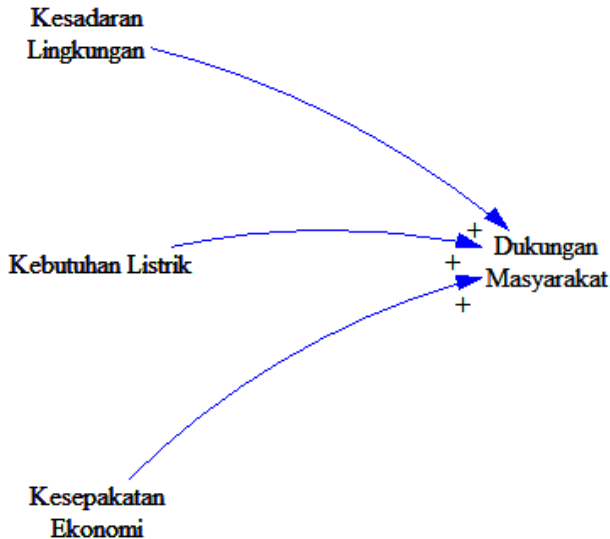 Kesadaran
Lingkungan
+
Dukungan
Masyarakat
Kebutuhan Listrik
+
+
Kesepakatan
Ekonomi